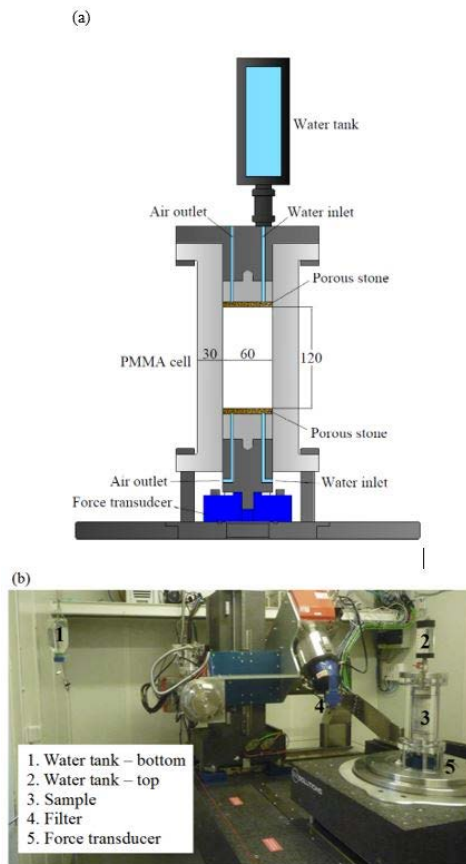 (a)
Water tank
Air outlet
Water inlet
Porous stone
30
60
120
PMMA cell
Porous stone
Air outlet
Water inlet
Force transudcer
(b)
1
2
3
4
5
1. Water tank – bottom
2. Water tank – top
3. Sample
4. Filter
5. Force transducer